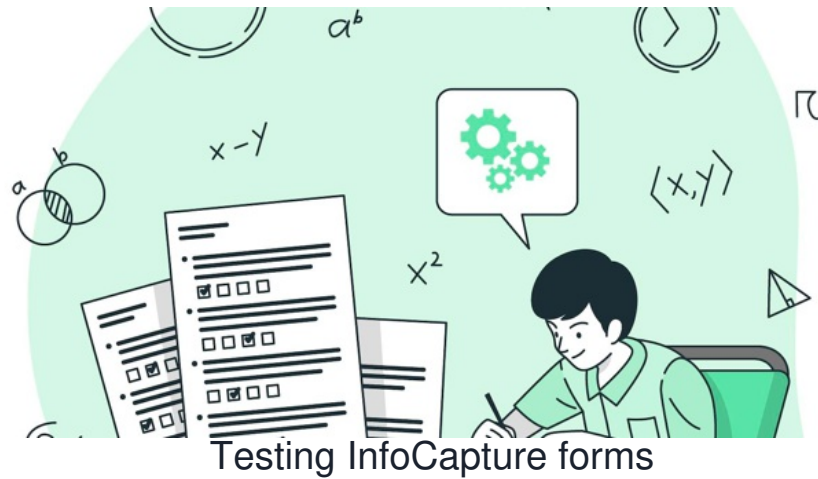 a^b
x-y
a b
(x,y)
x²
Testing InfoCapture forms